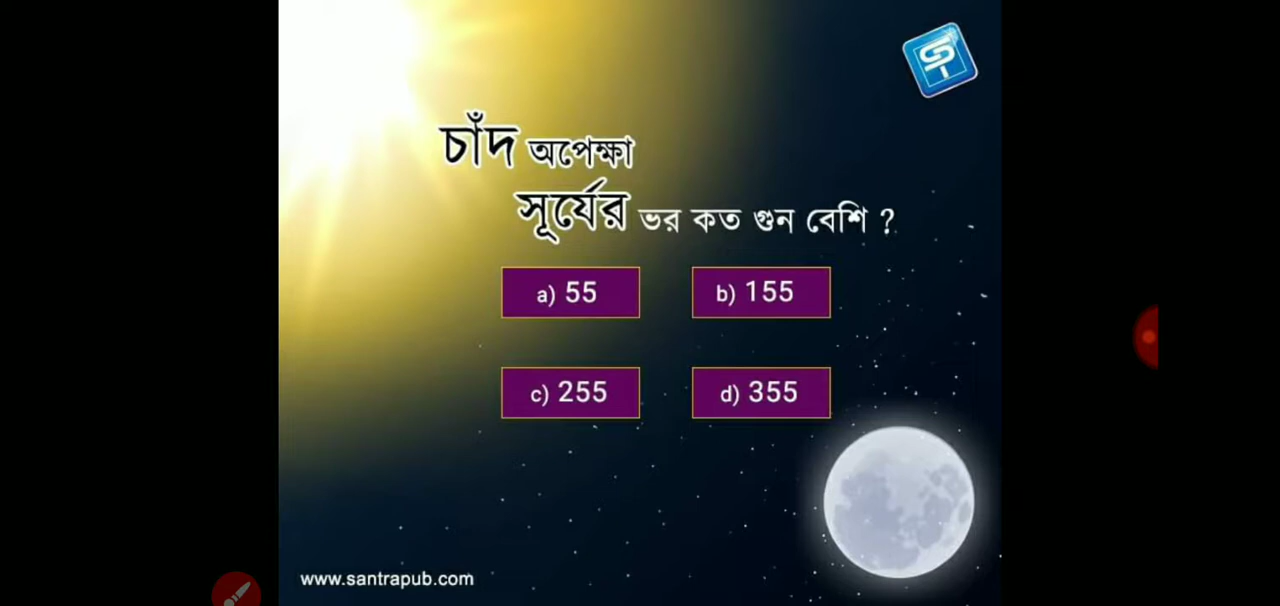 চাঁদ অপেক্ষা
সূর্যের ভর কত গুন বেশি ?
a) 55
b) 155
c) 255
d) 355
www.santrapub.com